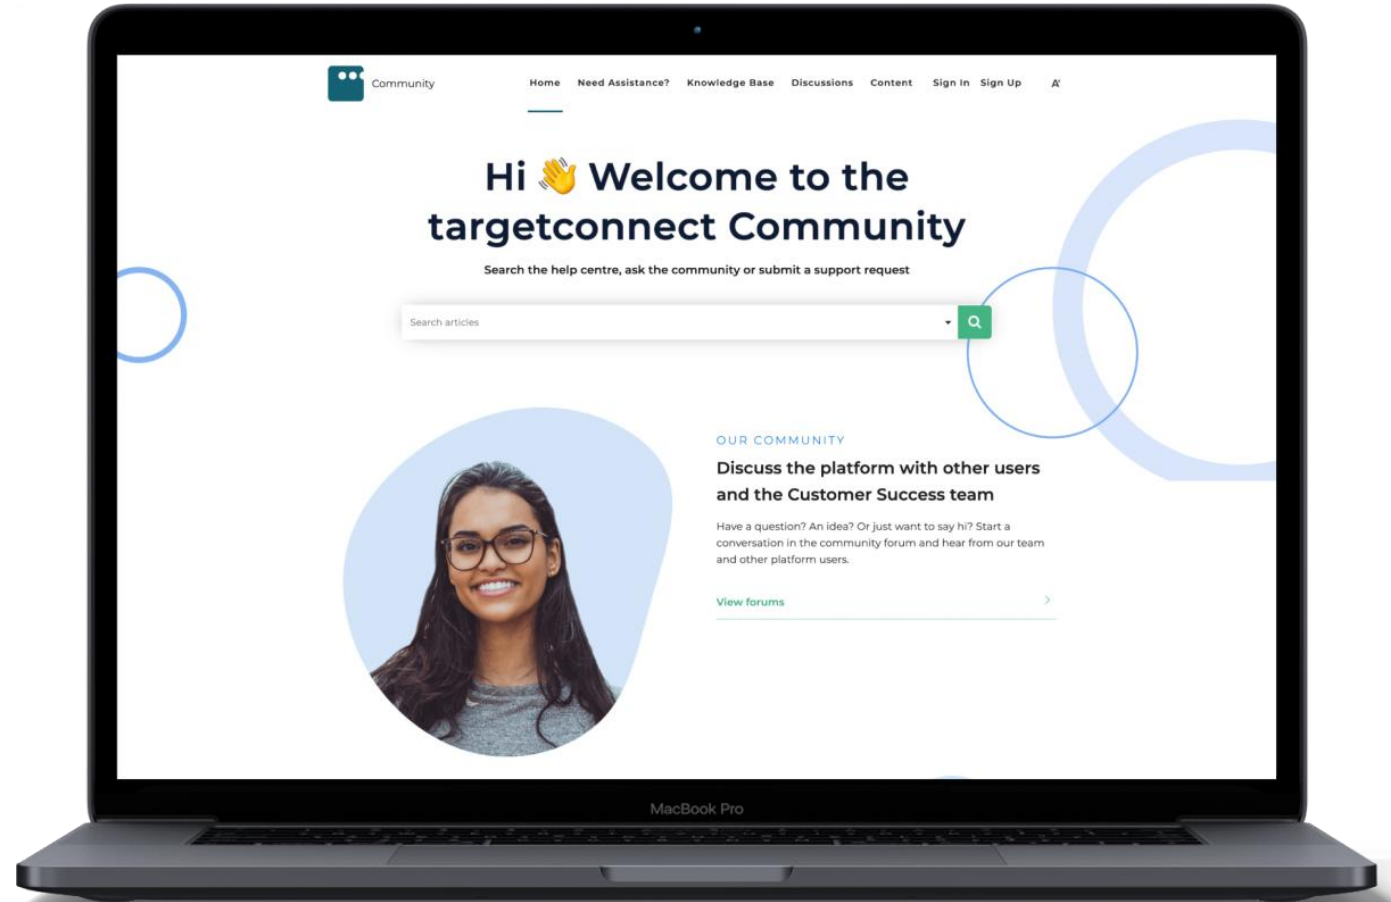 Community
Home Need Assistance? Knowledge Base Discussions Content Sign In Sign Up A
Hi 👋 Welcome to the
targetconnect Community
Search the help centre, ask the community or submit a support request
Search articles
OUR COMMUNITY
Discuss the platform with other users
and the Customer Success team
Have a question? An idea? Or just want to say hi? Start a
conversation in the community forum and hear from our team
and other platform users.
View forums
MacBook Pro